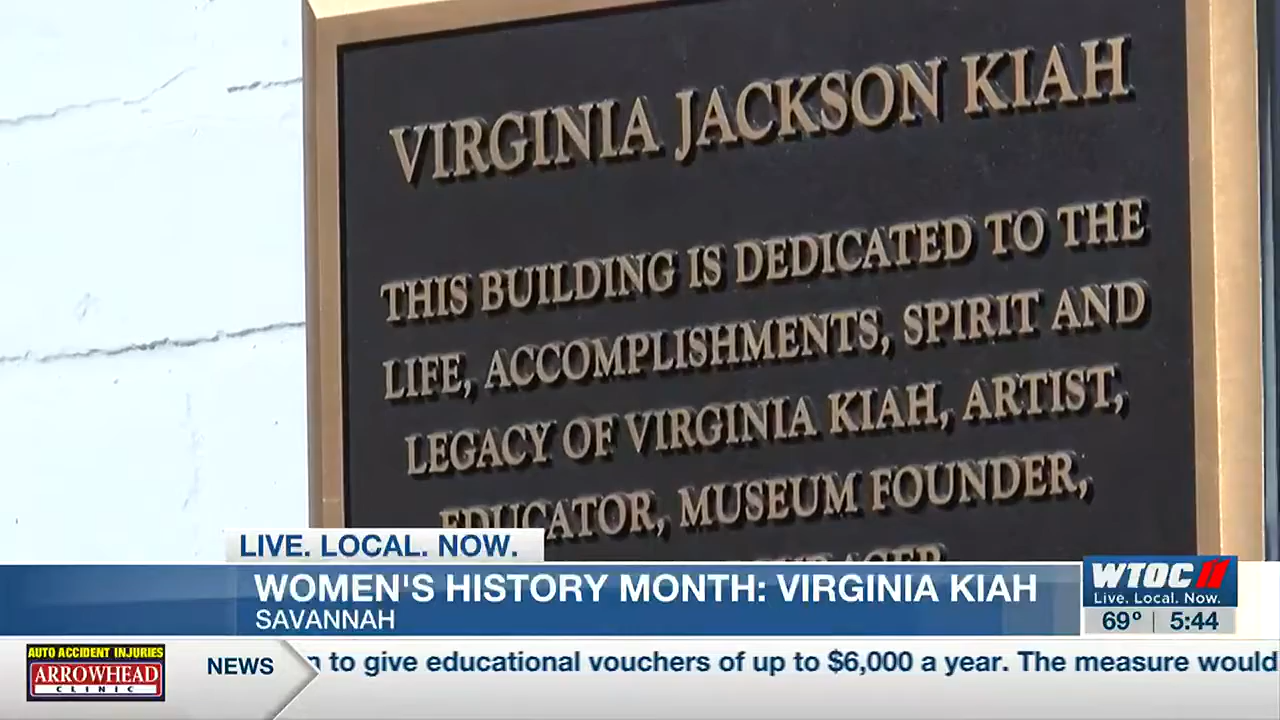 VIRGINIA JACKSON KIAH
THIS BUILDING IS DEDICATED TO THE
LIFE, ACCOMPLISHMENTS, SPIRIT AND
LEGACY OF VIRGINIA KIAH, ARTIST,
EDUCATOR, MUSEUM FOUNDER,
LIVE. LOCAL. NOW.
WOMEN'S HISTORY MONTH: VIRGINIA KIAH
SAVANNAH
WTOC 11
Live. Local. Now.
69° | 5:44
AUTO ACCIDENT INJURIES
ARROWHEAD
CLINIC
NEWS
to give educational vouchers of up to $6,000 a year. The measure would